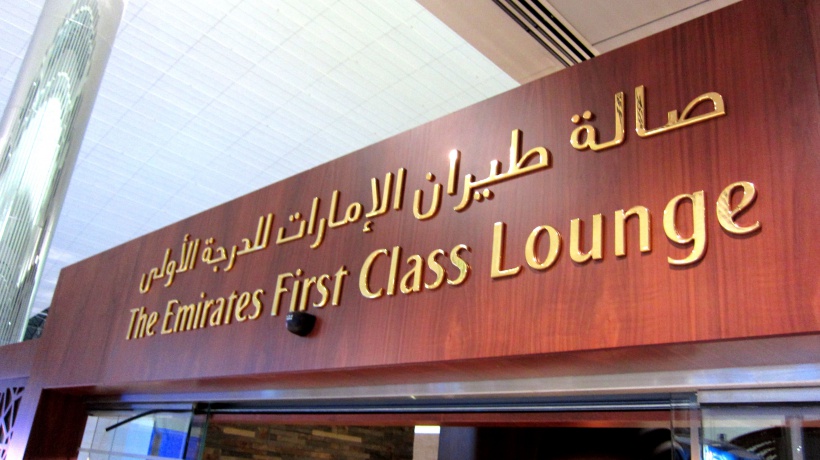 صالة طيران الإمارات للدرجة الأولى
The Emirates First Class Lounge